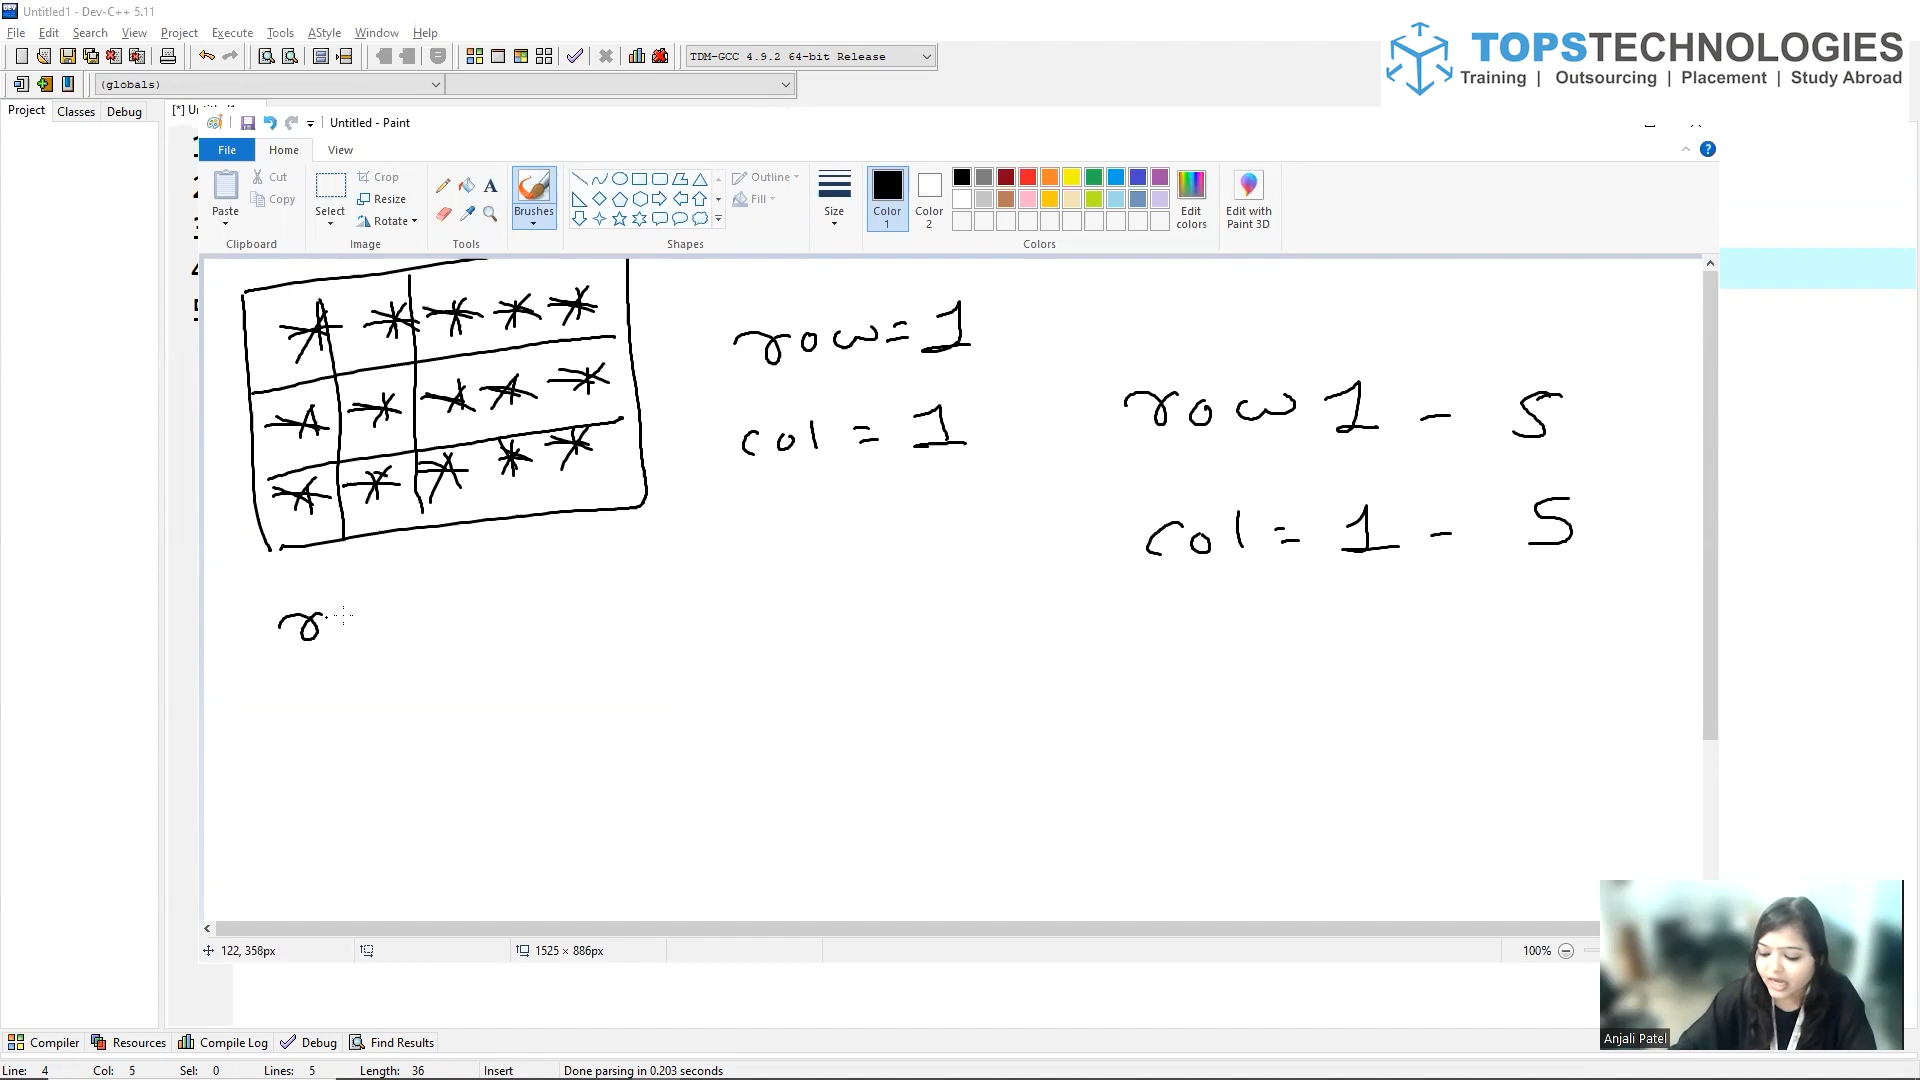 Untitled1 - Dev-C++ 5.11
File Edit Search View Project Execute Tools AStyle Window Help
TDM-GCC 4.9.2 64-bit Release
TOPSTECHNOLOGIES
Training | Outsourcing | Placement | Study Abroad
(globals)
Project Classes Debug
[*]
Untitled - Paint
File Home View
Paste Cut Copy
Clipboard
Select Crop Resize Rotate
Image
Tools
Brushes
Outline Fill
Shapes
Size
Color 1
Color 2
Edit colors
Edit with Paint 3D
Colors
row=1
col = 1
row 1 - 5
col = 1 - 5
r
122, 358px
1525 × 886px
100%
Anjali Patel
Compiler Resources Compile Log Debug Find Results
Line: 4 Col: 5 Sel: 0 Lines: 5 Length: 36 Insert Done parsing in 0.203 seconds